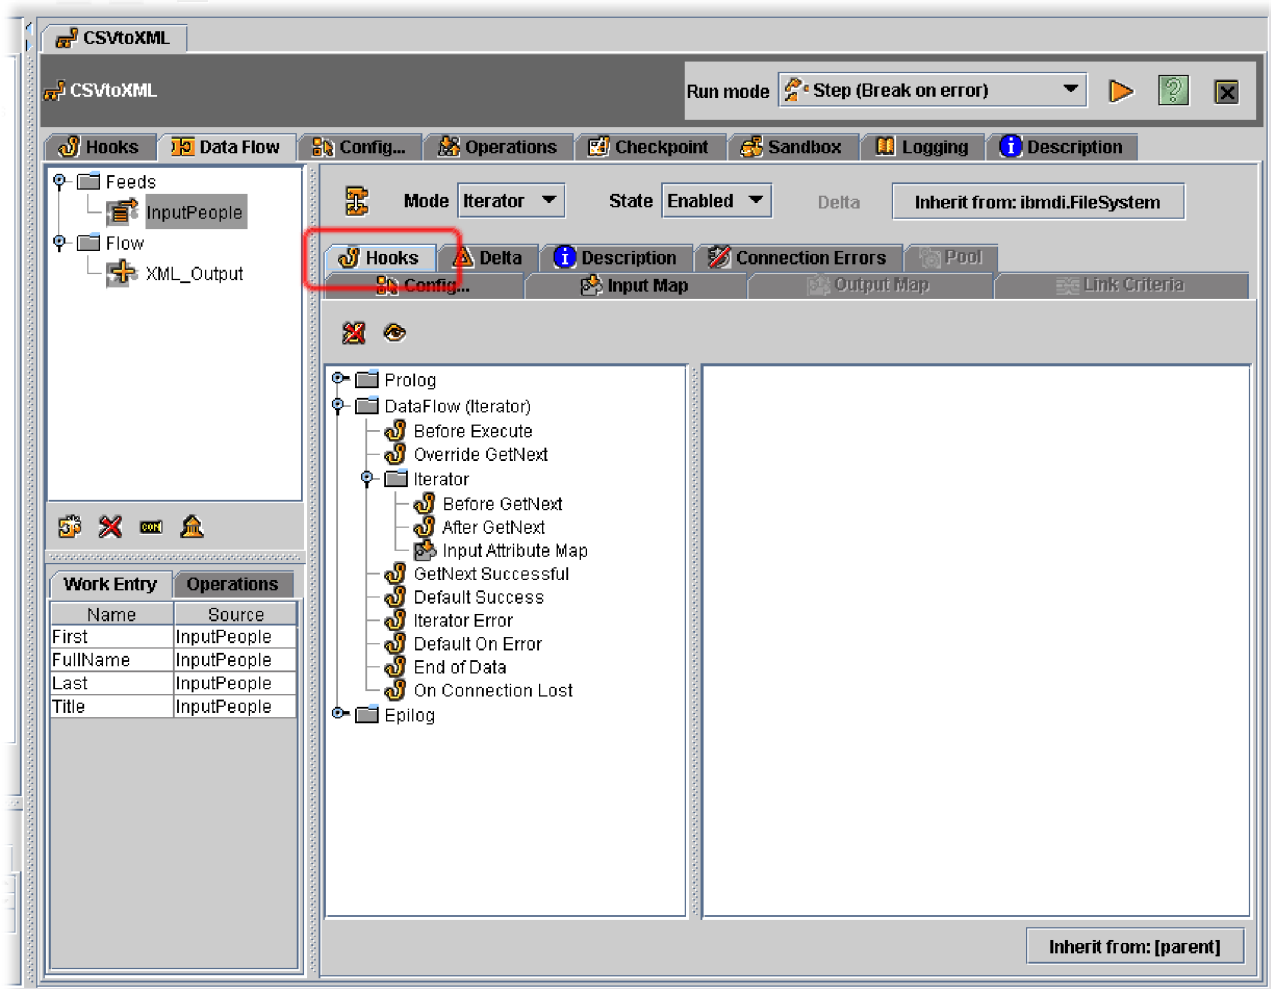 CSVtoXML
CSVtoXML
Run mode Step (Break on error)
Hooks Data Flow Config... Operations Checkpoint Sandbox Logging Description
Feeds
InputPeople
Flow
XML_Output
Mode Iterator State Enabled Delta Inherit from: ibmdi.FileSystem
Hooks Delta Description Connection Errors Pool
Config... Input Map Output Map Link Criteria
Prolog
DataFlow (Iterator)
Before Execute
Override GetNext
Iterator
Before GetNext
After GetNext
Input Attribute Map
GetNext Successful
Default Success
Iterator Error
Default On Error
End of Data
On Connection Lost
Epilog
CON
Work Entry Operations
Name Source
First InputPeople
FullName InputPeople
Last InputPeople
Title InputPeople
Inherit from: [parent]